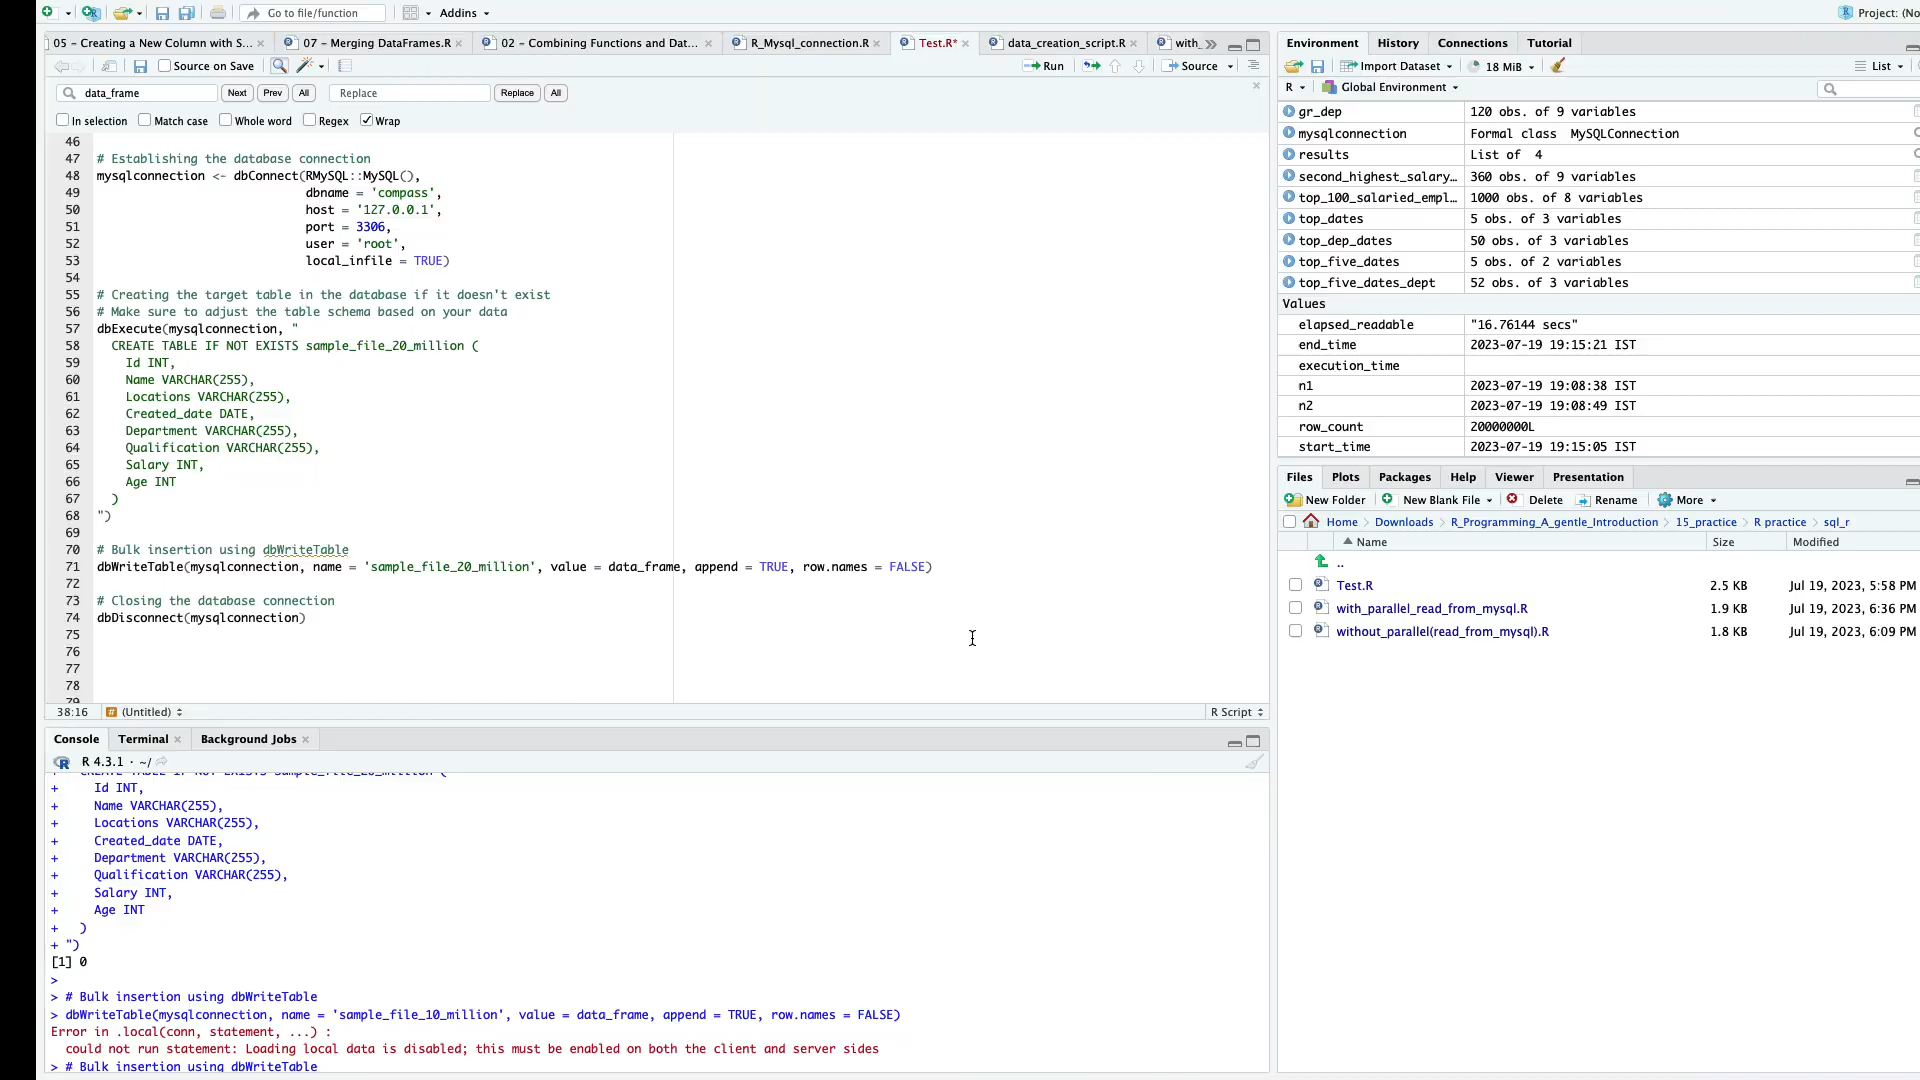 Go to file/function
Addins
Project: (No
05 - Creating a New Column with S...
07 - Merging DataFrames.R
02 - Combining Functions and Dat...
R_Mysql_connection.R
Test.R*
data_creation_script.R
with_
Source on Save
Run
Source
data_frame
Next
Prev
All
Replace
Replace
All
In selection
Match case
Whole word
Regex
Wrap
46
47 # Establishing the database connection
48 mysqlconnection <- dbConnect(RMySQL::MySQL(),
49 dbname = 'compass',
50 host = '127.0.0.1',
51 port = 3306,
52 user = 'root',
53 local_infile = TRUE)
54
55 # Creating the target table in the database if it doesn't exist
56 # Make sure to adjust the table schema based on your data
57 dbExecute(mysqlconnection, "
58 CREATE TABLE IF NOT EXISTS sample_file_20_million (
59 Id INT,
60 Name VARCHAR(255),
61 Locations VARCHAR(255),
62 Created_date DATE,
63 Department VARCHAR(255),
64 Qualification VARCHAR(255),
65 Salary INT,
66 Age INT
67 )
68 ")
69
70 # Bulk insertion using dbWriteTable
71 dbWriteTable(mysqlconnection, name = 'sample_file_20_million', value = data_frame, append = TRUE, row.names = FALSE)
72
73 # Closing the database connection
74 dbDisconnect(mysqlconnection)
75
76
77
78
79
38:16
# (Untitled)
R Script
Console
Terminal
Background Jobs
R 4.3.1 · ~/
+ CREATE TABLE IF NOT EXISTS sample_file_20_million (
+ Id INT,
+ Name VARCHAR(255),
+ Locations VARCHAR(255),
+ Created_date DATE,
+ Department VARCHAR(255),
+ Qualification VARCHAR(255),
+ Salary INT,
+ Age INT
+ )
+ ")
[1] 0
>
> # Bulk insertion using dbWriteTable
> dbWriteTable(mysqlconnection, name = 'sample_file_10_million', value = data_frame, append = TRUE, row.names = FALSE)
Error in .local(conn, statement, ...) :
could not run statement: Loading local data is disabled; this must be enabled on both the client and server sides
> # Bulk insertion using dbWriteTable
Environment
History
Connections
Tutorial
Import Dataset
18 MiB
List
R
Global Environment
gr_dep 120 obs. of 9 variables
mysqlconnection Formal class MySQLConnection
results List of 4
second_highest_salary... 360 obs. of 9 variables
top_100_salaried_empl... 1000 obs. of 8 variables
top_dates 5 obs. of 3 variables
top_dep_dates 50 obs. of 3 variables
top_five_dates 5 obs. of 2 variables
top_five_dates_dept 52 obs. of 3 variables
Values
elapsed_readable "16.76144 secs"
end_time 2023-07-19 19:15:21 IST
execution_time
n1 2023-07-19 19:08:38 IST
n2 2023-07-19 19:08:49 IST
row_count 20000000L
start_time 2023-07-19 19:15:05 IST
Files
Plots
Packages
Help
Viewer
Presentation
New Folder
New Blank File
Delete
Rename
More
Home
Downloads
R_Programming_A_gentle_Introduction
15_practice
R practice
sql_r
Name
Size
Modified
..
Test.R 2.5 KB Jul 19, 2023, 5:58 PM
with_parallel_read_from_mysql.R 1.9 KB Jul 19, 2023, 6:36 PM
without_parallel(read_from_mysql).R 1.8 KB Jul 19, 2023, 6:09 PM